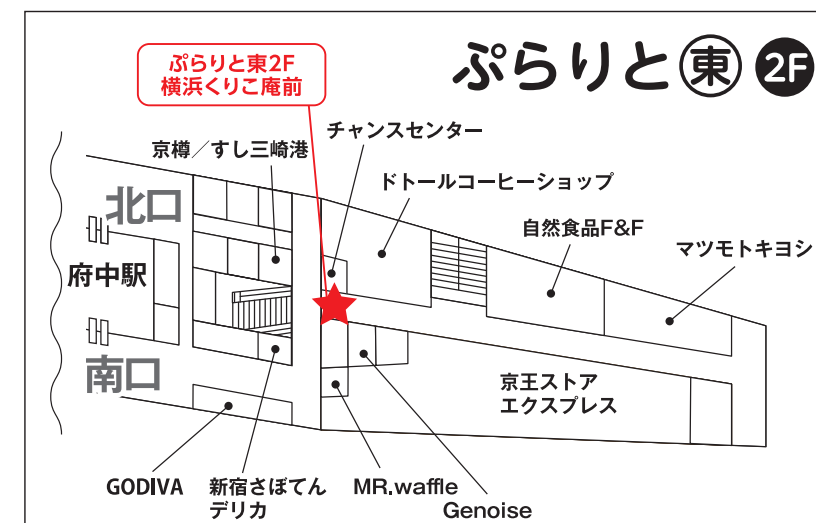 ぷらりと東2F
ぷらりと東2F
横浜くりこ庵前
チャンスセンター
京樽／すし三崎港
ドトールコーヒーショップ
自然食品F&F
マツモトキヨシ
北口
府中駅
南口
京王ストア
エクスプレス
GODIVA
新宿さぼてん
デリカ
MR.waffle
Genoise